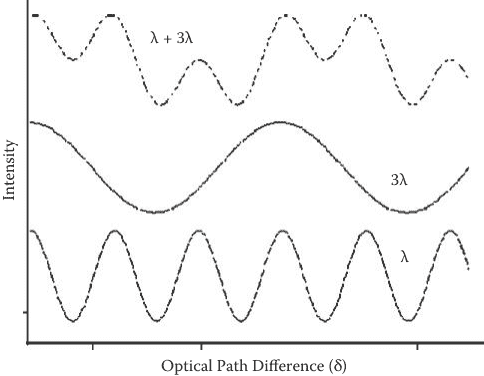 λ + 3λ
3λ
λ
Intensity
Optical Path Difference (δ)